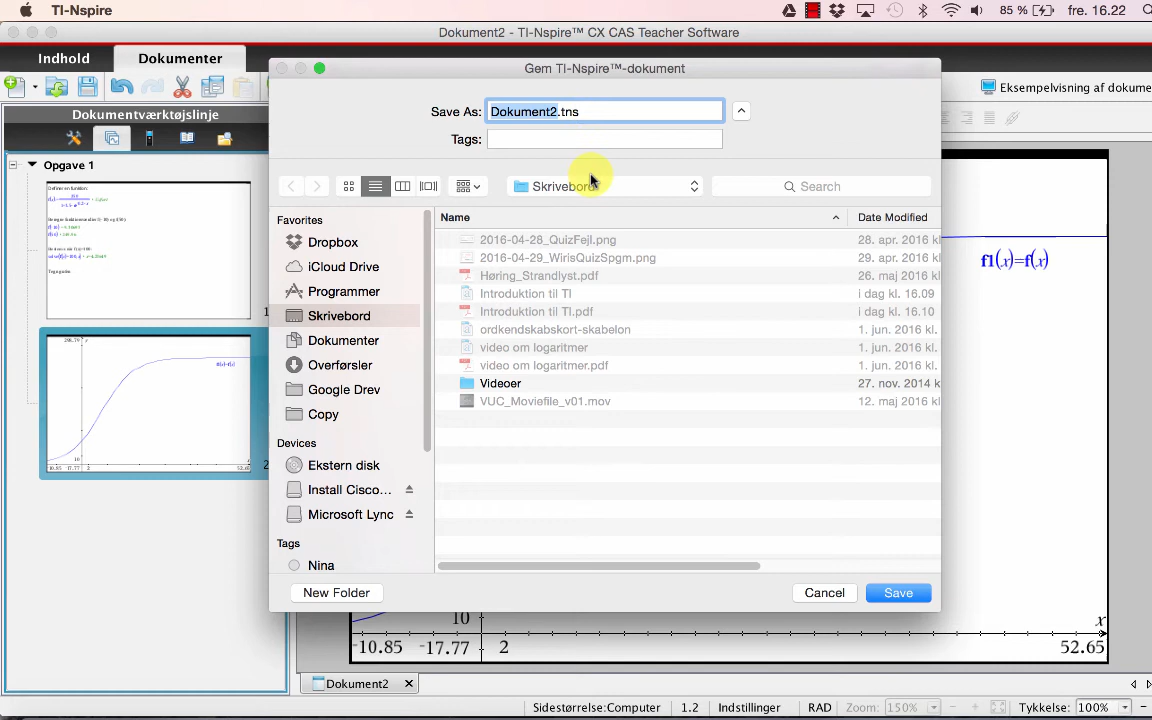 TI-Nspire 85 % fre. 16.22
Dokument2 - TI-Nspire™ CX CAS Teacher Software
Indhold Dokumenter
Eksempelvisning af dokume
Dokumentværktøjslinje
Opgave 1
Gem TI-Nspire™-dokument
Save As: Dokument2.tns
Tags:
Skrivebord
Search
Favorites
Dropbox
iCloud Drive
Programmer
Skrivebord
Dokumenter
Overførsler
Google Drev
Copy
Devices
Ekstern disk
Install Cisco...
Microsoft Lync
Tags
Nina
Name Date Modified
2016-04-28_QuizFejl.png 28. apr. 2016 kl
2016-04-29_WirisQuizSpgm.png 29. apr. 2016 kl
Høring_Strandlyst.pdf 26. maj 2016 kl
Introduktion til TI i dag kl. 16.09
Introduktion til TI.pdf i dag kl. 16.10
ordkendskabskort-skabelon 1. jun. 2016 kl.
video om logaritmer 1. jun. 2016 kl.
video om logaritmer.pdf 1. jun. 2016 kl.
Videoer 27. nov. 2014 k
VUC_Moviefile_v01.mov 12. maj 2016 kl
New Folder Cancel Save
f1(x)=f(x)
10
x
-10.85 -17.77 2 52.65
Dokument2
Sidestørrelse:Computer 1.2 Indstillinger RAD Zoom: 150% Tykkelse: 100%